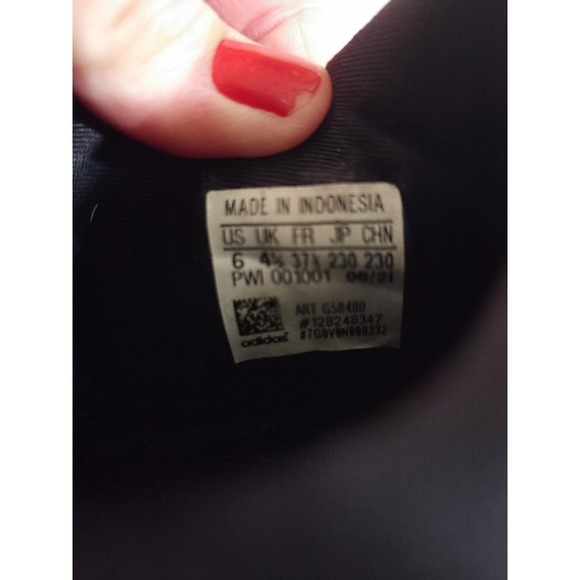 MADE IN INDONESIA
US UK FR JP CHN
6 4½ 37⅓ 230 230
PWI 001001 08/21
ART G58480
#128248347
adidas